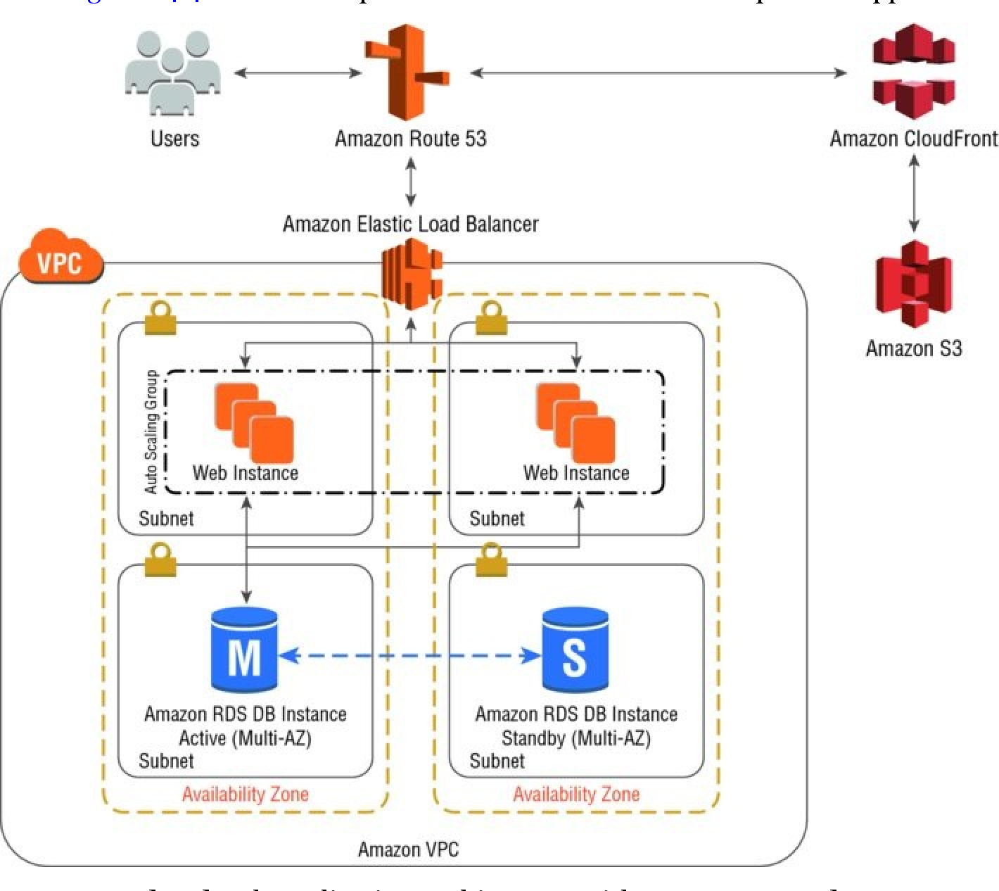 Users
Amazon Route 53
Amazon CloudFront
Amazon Elastic Load Balancer
VPC
Amazon S3
Auto Scaling Group
Web Instance
Web Instance
Subnet
Subnet
M
S
Amazon RDS DB Instance
Active (Multi-AZ)
Subnet
Amazon RDS DB Instance
Standby (Multi-AZ)
Subnet
Availability Zone
Availability Zone
Amazon VPC